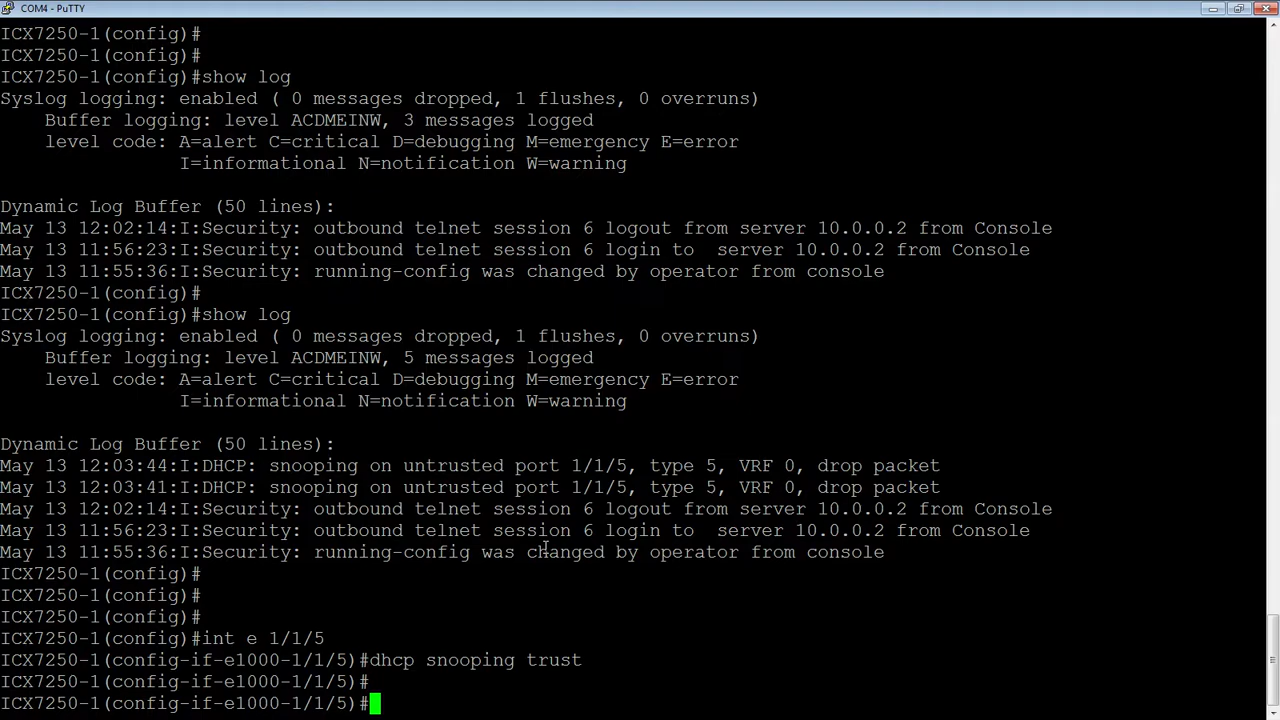 COM4 - PuTTY
ICX7250-1(config)#
ICX7250-1(config)#
ICX7250-1(config)#show log
Syslog logging: enabled ( 0 messages dropped, 1 flushes, 0 overruns)
    Buffer logging: level ACDMEINW, 3 messages logged
    level code: A=alert C=critical D=debugging M=emergency E=error
                I=informational N=notification W=warning

Dynamic Log Buffer (50 lines):
May 13 12:02:14:I:Security: outbound telnet session 6 logout from server 10.0.0.2 from Console
May 13 11:56:23:I:Security: outbound telnet session 6 login to  server 10.0.0.2 from Console
May 13 11:55:36:I:Security: running-config was changed by operator from console
ICX7250-1(config)#
ICX7250-1(config)#show log
Syslog logging: enabled ( 0 messages dropped, 1 flushes, 0 overruns)
    Buffer logging: level ACDMEINW, 5 messages logged
    level code: A=alert C=critical D=debugging M=emergency E=error
                I=informational N=notification W=warning

Dynamic Log Buffer (50 lines):
May 13 12:03:44:I:DHCP: snooping on untrusted port 1/1/5, type 5, VRF 0, drop packet
May 13 12:03:41:I:DHCP: snooping on untrusted port 1/1/5, type 5, VRF 0, drop packet
May 13 12:02:14:I:Security: outbound telnet session 6 logout from server 10.0.0.2 from Console
May 13 11:56:23:I:Security: outbound telnet session 6 login to  server 10.0.0.2 from Console
May 13 11:55:36:I:Security: running-config was changed by operator from console
ICX7250-1(config)#
ICX7250-1(config)#
ICX7250-1(config)#
ICX7250-1(config)#int e 1/1/5
ICX7250-1(config-if-e1000-1/1/5)#dhcp snooping trust
ICX7250-1(config-if-e1000-1/1/5)#
ICX7250-1(config-if-e1000-1/1/5)#